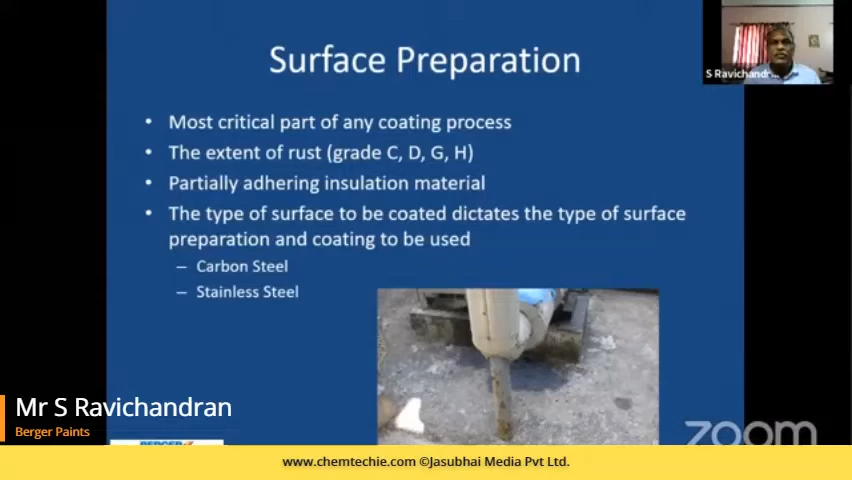 Surface Preparation
S Ravichandran
• Most critical part of any coating process
• The extent of rust (grade C, D, G, H)
• Partially adhering insulation material
• The type of surface to be coated dictates the type of surface
preparation and coating to be used
– Carbon Steel
– Stainless Steel
Mr S Ravichandran
Berger Paints
BERGER
zoom
www.chemtechie.com ©Jasubhai Media Pvt Ltd.